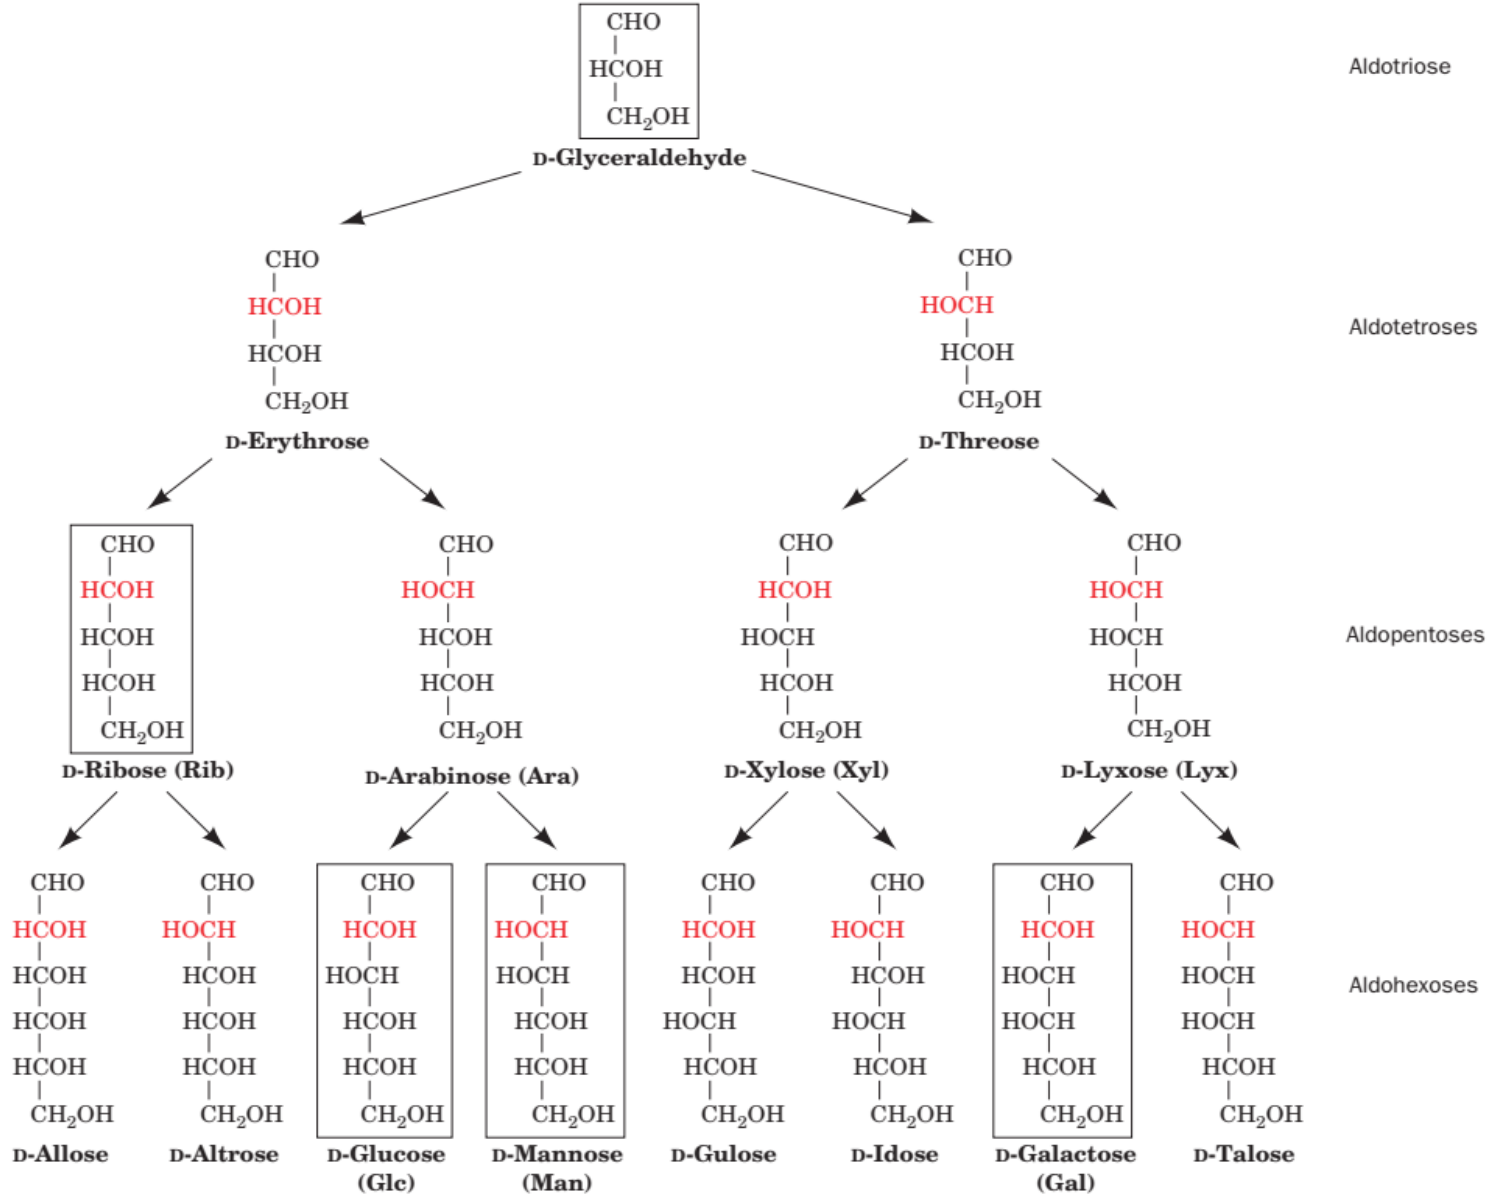 CHO
HCOH
CH₂OH
D-Glyceraldehyde
Aldotriose
CHO
HCOH
HCOH
CH₂OH
D-Erythrose
CHO
HOCH
HCOH
CH₂OH
D-Threose
Aldotetroses
CHO
HCOH
HCOH
HCOH
CH₂OH
D-Ribose (Rib)
CHO
HOCH
HCOH
HCOH
CH₂OH
D-Arabinose (Ara)
CHO
HCOH
HOCH
HCOH
CH₂OH
D-Xylose (Xyl)
CHO
HOCH
HOCH
HCOH
CH₂OH
D-Lyxose (Lyx)
Aldopentoses
CHO
HCOH
HCOH
HCOH
HCOH
CH₂OH
D-Allose
CHO
HOCH
HCOH
HCOH
HCOH
CH₂OH
D-Altrose
CHO
HCOH
HOCH
HCOH
HCOH
CH₂OH
D-Glucose
(Glc)
CHO
HOCH
HOCH
HCOH
HCOH
CH₂OH
D-Mannose
(Man)
CHO
HCOH
HCOH
HOCH
HCOH
CH₂OH
D-Gulose
CHO
HOCH
HCOH
HOCH
HCOH
CH₂OH
D-Idose
CHO
HCOH
HOCH
HOCH
HCOH
CH₂OH
D-Galactose
(Gal)
CHO
HOCH
HOCH
HOCH
HCOH
CH₂OH
D-Talose
Aldohexoses